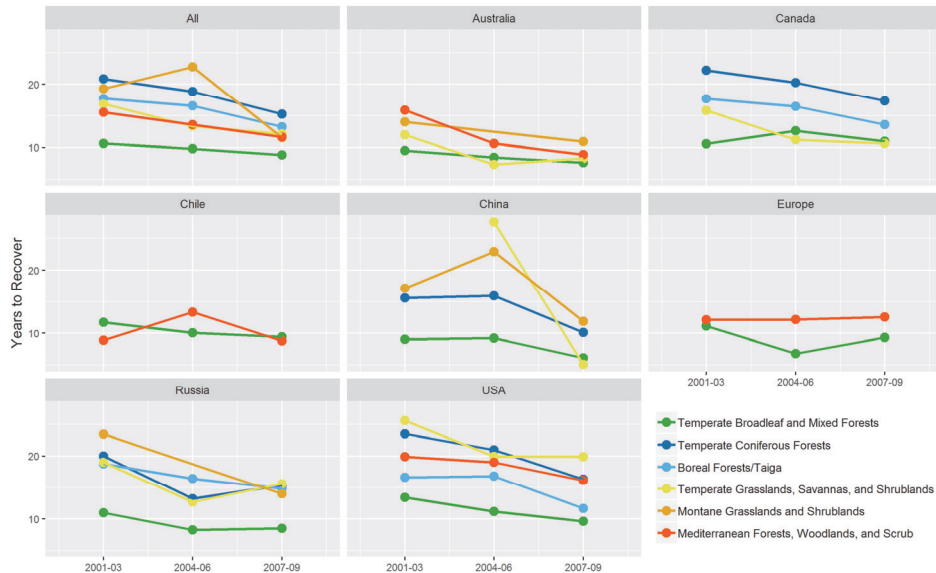 All
Australia
Canada
20
10
Chile
China
Europe
Years to Recover
20
10
2001-03
2004-06
2007-09
Russia
USA
20
10
2001-03
2004-06
2007-09
2001-03
2004-06
2007-09
Temperate Broadleaf and Mixed Forests
Temperate Coniferous Forests
Boreal Forests/Taiga
Temperate Grasslands, Savannas, and Shrublands
Montane Grasslands and Shrublands
Mediterranean Forests, Woodlands, and Scrub